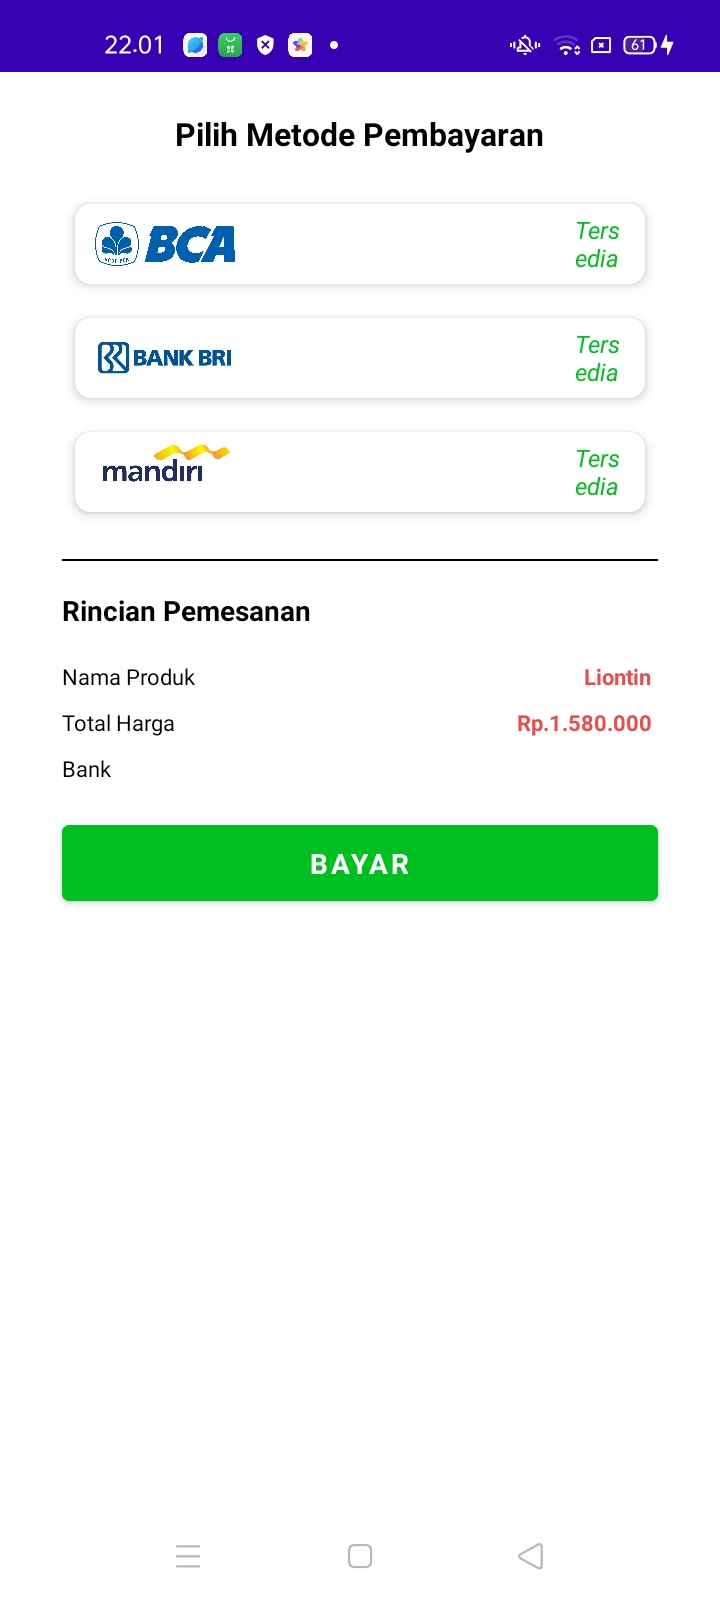 22.01
61
Pilih Metode Pembayaran
BCA
Ters
edia
BANK BRI
Ters
edia
mandiri
Ters
edia
Rincian Pemesanan
Nama Produk Liontin
Total Harga Rp.1.580.000
Bank
BAYAR